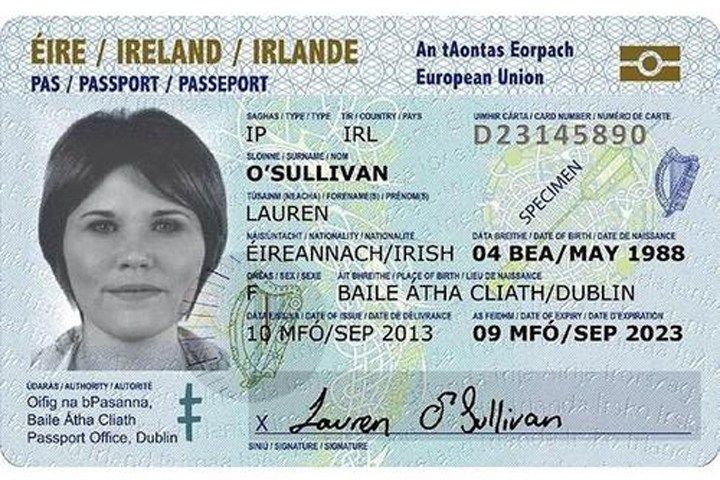 ÉIRE / IRELAND / IRLANDE
PAS / PASSPORT / PASSEPORT
An tAontas Eorpach
European Union
SAGHAS / TYPE / TYPE TÍR / COUNTRY / PAYS
IP IRL
UIMHIR CÁRTA / CARD NUMBER / NUMÉRO DE CARTE
D23145890
SLOINNE / SURNAME / NOM
O'SULLIVAN
TÚSAINM (NEACHA) / FORENAME(S) / PRÉNOM(S)
LAUREN
SPECIMEN
NÁISIÚNTACHT / NATIONALITY / NATIONALITÉ
ÉIREANNACH/IRISH
DÁTA BREITHE / DATE OF BIRTH / DATE DE NAISSANCE
04 BEA/MAY 1988
GNÉAS / SEX / SEXE ÁIT BHREITHE / PLACE OF BIRTH / LIEU DE NAISSANCE
F BAILE ÁTHA CLIATH/DUBLIN
DÁTA EISIÚNA / DATE OF ISSUE / DATE DE DÉLIVRANCE
10 MFÓ/SEP 2013
AS FEIDHM / DATE OF EXPIRY / DATE D'EXPIRATION
09 MFÓ/SEP 2023
ÚDARÁS / AUTHORITY / AUTORITÉ
Oifig na bPasanna,
Baile Átha Cliath
Passport Office, Dublin
X Lauren O'Sullivan
SINIÚ / SIGNATURE / SIGNATURE